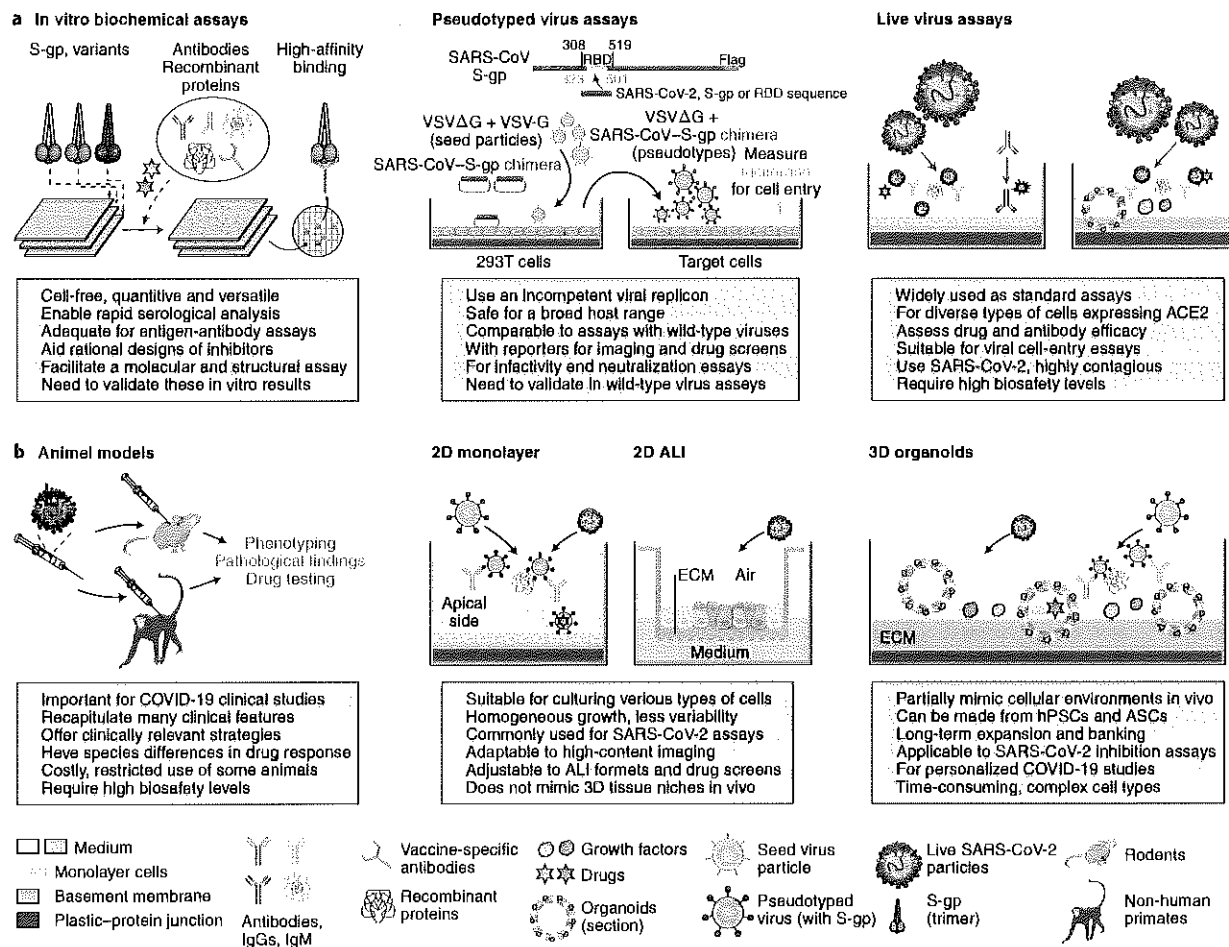 a In vitro biochemical assays
S-gp, variants
Antibodies
Recombinant
proteins
High-affinity
binding
Cell-free, quantitive and versatile
Enable rapid serological analysis
Adequate for antigen-antibody assays
Aid rational designs of inhibitors
Facilitate a molecular and structural assay
Need to validate these in vitro results
Pseudotyped virus assays
308 519
SARS-CoV RBD
S-gp Flag
323 501
SARS-CoV-2, S-gp or RBD sequence
VSVΔG + VSV-G
(seed particles)
SARS-CoV–S-gp chimera
VSVΔG +
SARS-CoV–S-gp chimera
(pseudotypes)
Measure
for cell entry
293T cells
Target cells
Use an incompetent viral replicon
Safe for a broad host range
Comparable to assays with wild-type viruses
With reporters for imaging and drug screens
For infactivity end neutralization assays
Need to validate in wild-type virus assays
Live virus assays
Widely used as standard assays
For diverse types of cells expressing ACE2
Assess drug and antibody efficacy
Suitable for viral cell-entry assays
Use SARS-CoV-2, highly contagious
Require high biosafety levels
b Animal models
Phenotyping
Pathological findings
Drug testing
Important for COVID-19 clinical studies
Recapitulate many clinical features
Offer clinically relevant strategies
Heve species differences in drug response
Costly, restricted use of some animals
Require high biosafety levels
2D monolayer
Apical
side
2D ALI
ECM Air
Medium
Suitable for culturing verious types of cells
Homogeneous growth, less variability
Commonly used for SARS-CoV-2 assays
Adaptable to high-content imaging
Adjustable to ALI formets and drug screens
Does not mimic 3D tissue niches in vivo
3D organoids
ECM
Partially mimic cellular environments in vivo
Can be made from hPSCs and ASCs
Long-term expansion and banking
Applicable to SARS-CoV-2 inhibition assays
For personalized COVID-19 studies
Time-consuming, complex cell types
Medium
Monolayer cells
Basement membrane
Plastic–protein junction
Antibodies,
IgGs, IgM
Vaccine-specific
antibodies
Recombinant
proteins
Growth factors
Drugs
Organoids
(section)
Seed virus
particle
Pseudotyped
virus (with S-gp)
Live SARS-CoV-2
particles
S-gp
(trimer)
Rodents
Non-human
primates